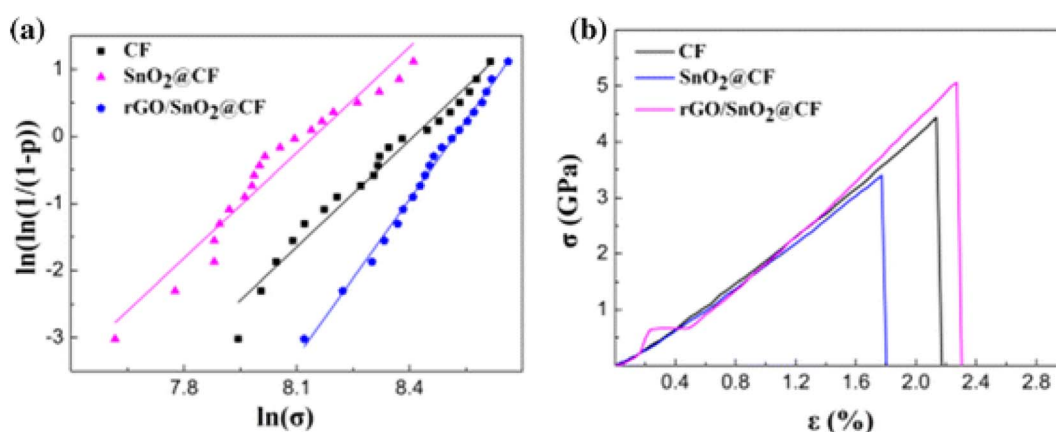 (a)
CF
SnO₂@CF
rGO/SnO₂@CF
ln(ln(1/(1-p))
1
0
-1
-2
-3
7.8 8.1 8.4
ln(σ)
(b)
CF
SnO₂@CF
rGO/SnO₂@CF
σ (GPa)
5
4
3
2
1
0.4 0.8 1.2 1.6 2.0 2.4 2.8
ε (%)